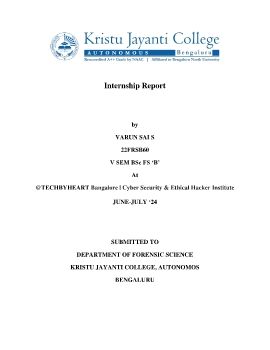 Kristu Jayanti College
AUTONOMOUS Bengaluru
Reaccredited A++ Grade by NAAC | Affiliated to Bengaluru North University
Internship Report
by
VARUN SAI S
22FRSB60
V SEM BSc FS ‘B’
At
@TECHBYHEART Bangalore | Cyber Security & Ethical Hacker Institute
JUNE-JULY ‘24
SUBMITTED TO
DEPARTMENT OF FORENSIC SCIENCE
KRISTU JAYANTI COLLEGE, AUTONOMOS
BENGALURU